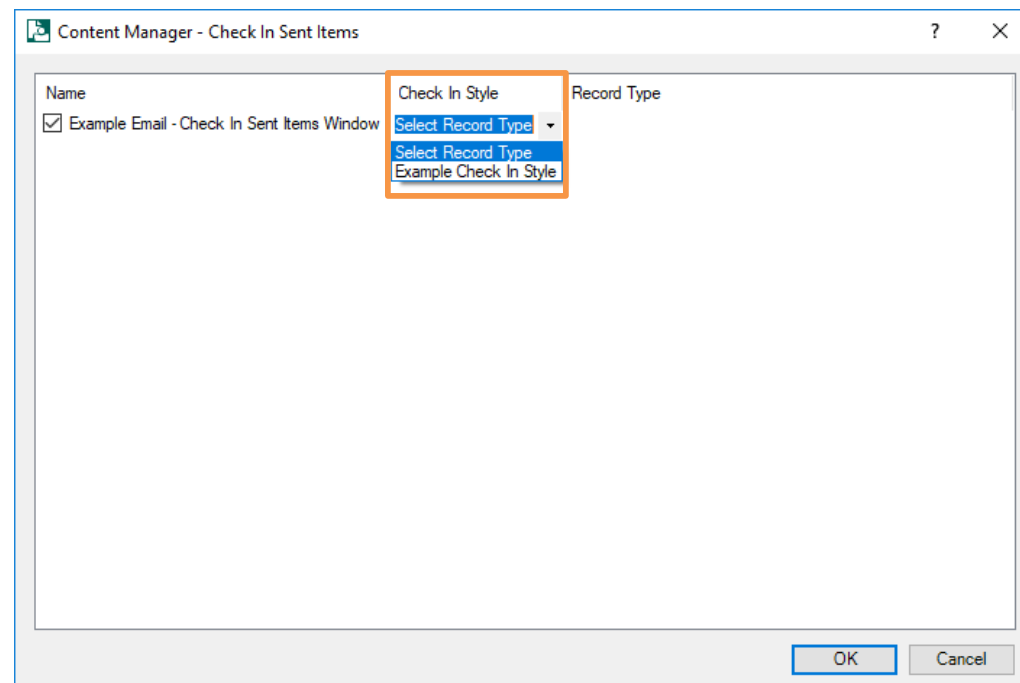 Content Manager - Check In Sent Items
?
Name Check In Style Record Type
Example Email - Check In Sent Items Window Select Record Type
Select Record Type
Example Check In Style
OK Cancel